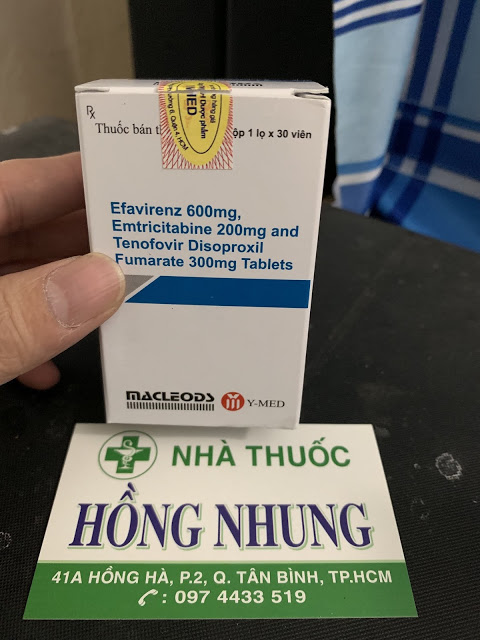 Rx
Thuốc bán t
ộp 1 lọ x 30 viên
MED
Efavirenz 600mg,
Emtricitabine 200mg and
Tenofovir Disoproxil
Fumarate 300mg Tablets
MACLEODS
Y-MED
NHÀ THUỐC
HỒNG NHUNG
41A HỒNG HÀ, P.2, Q. TÂN BÌNH, TP.HCM
: 097 4433 519